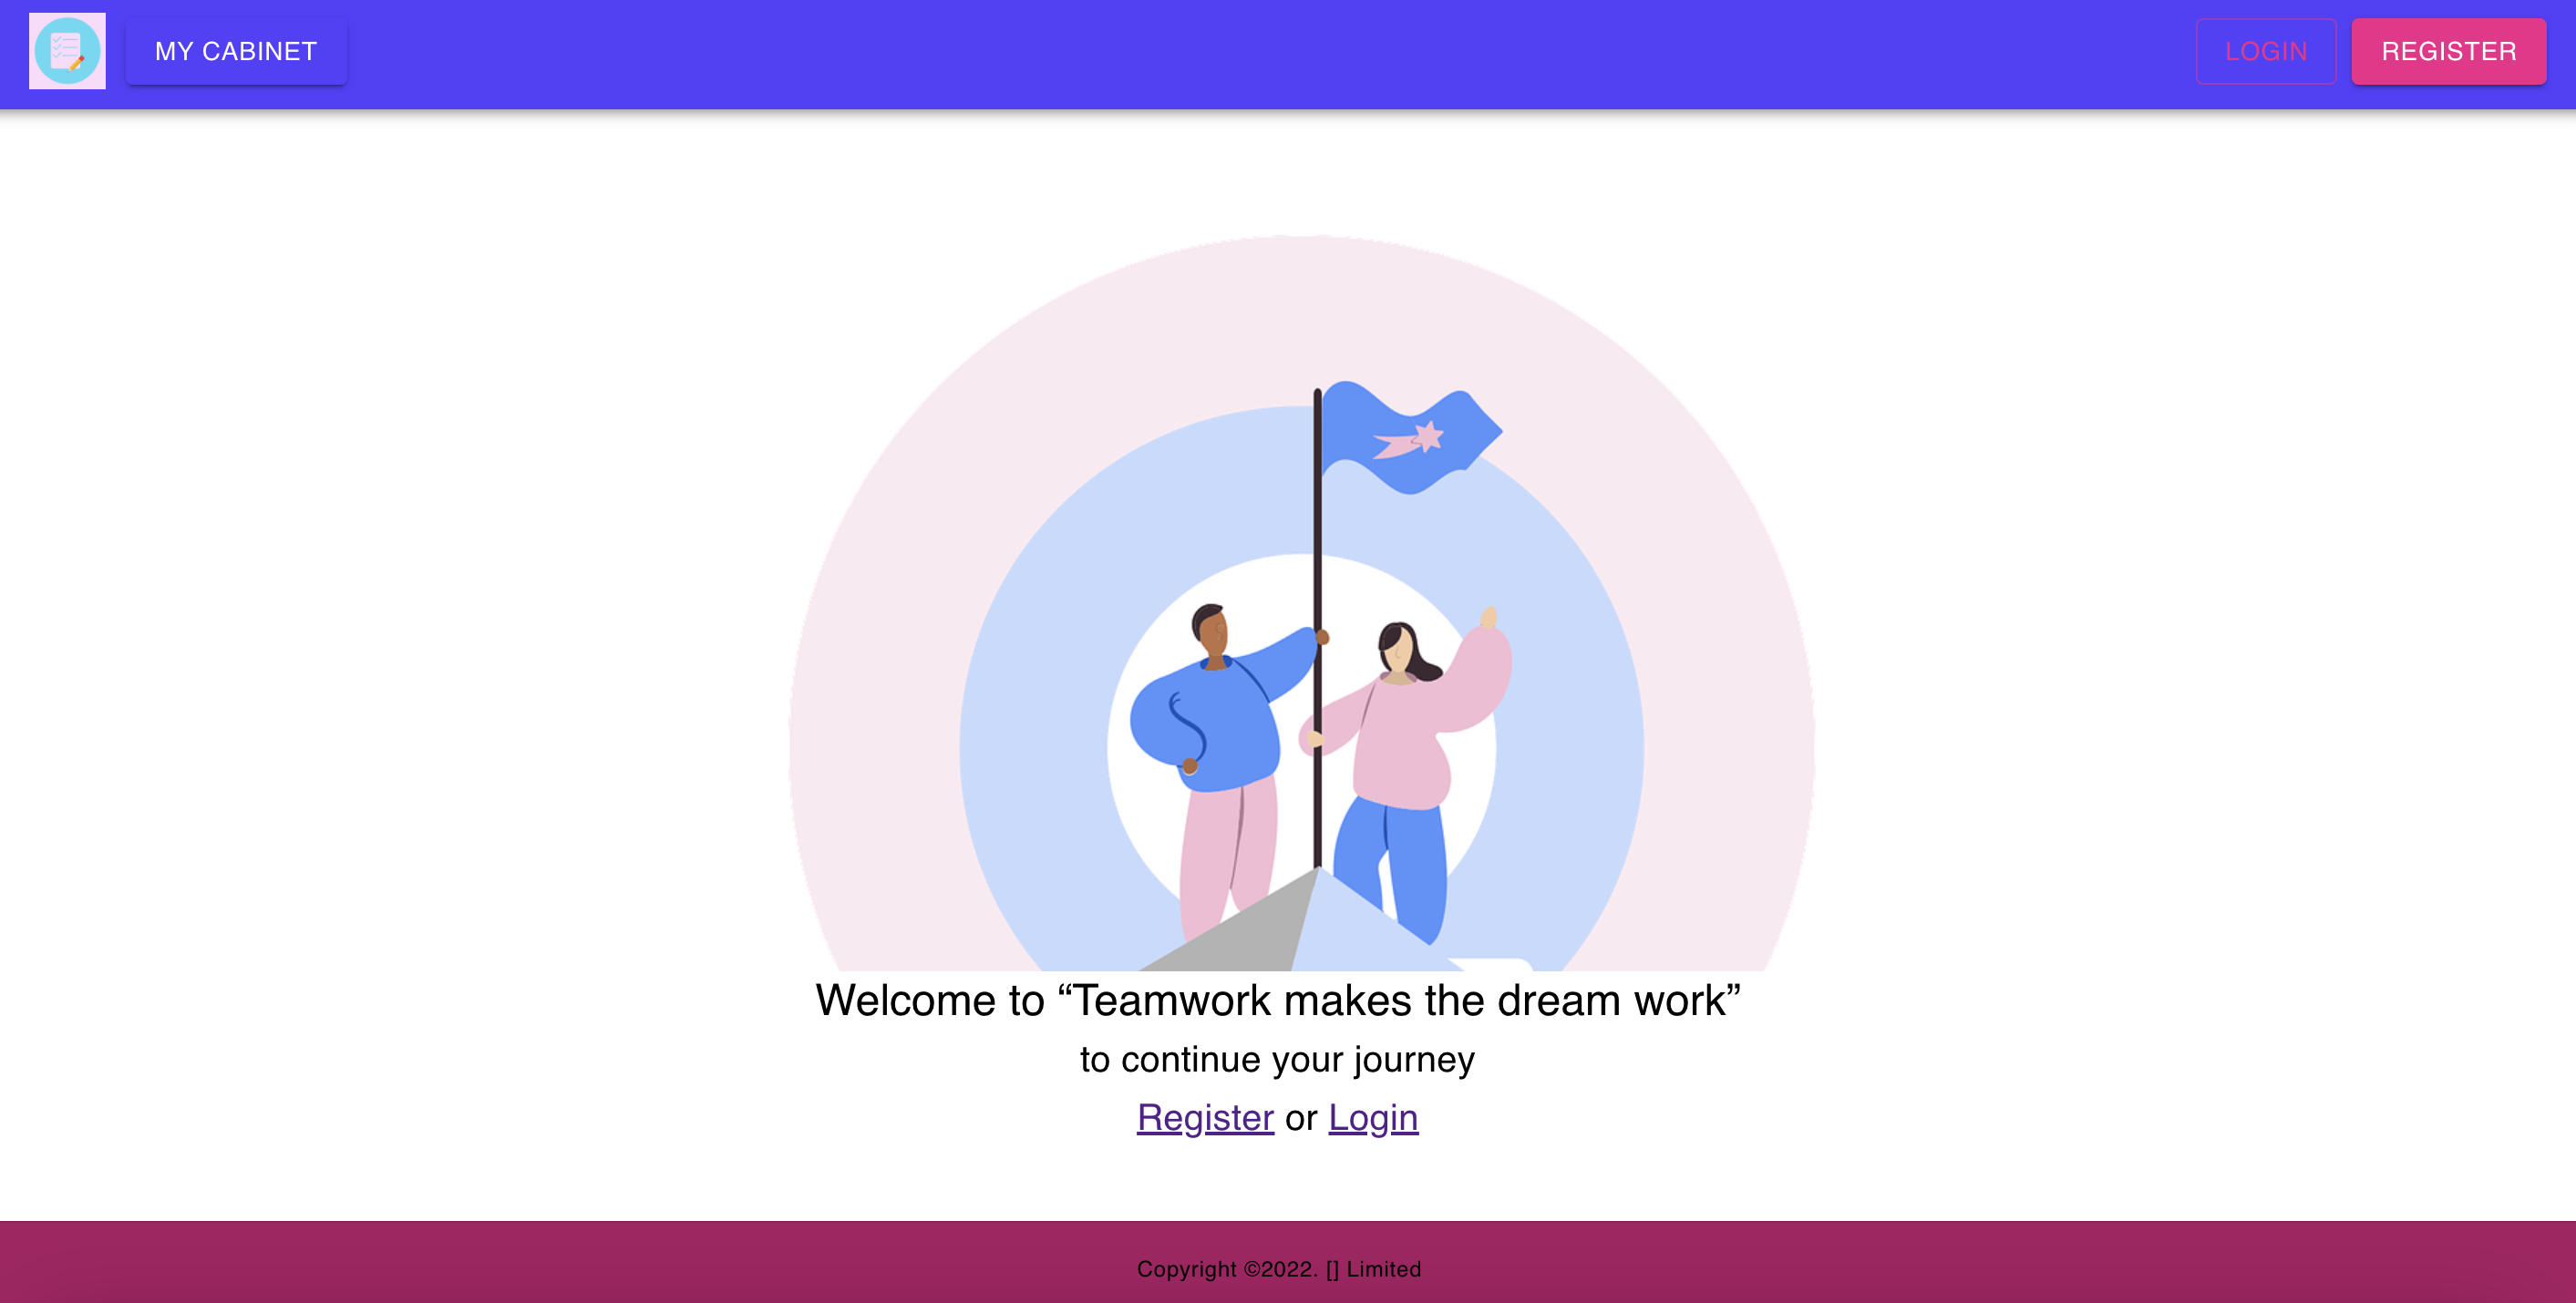 MY CABINET
LOGIN
REGISTER
Welcome to “Teamwork makes the dream work”
to continue your journey
Register or Login
Copyright ©2022. [] Limited